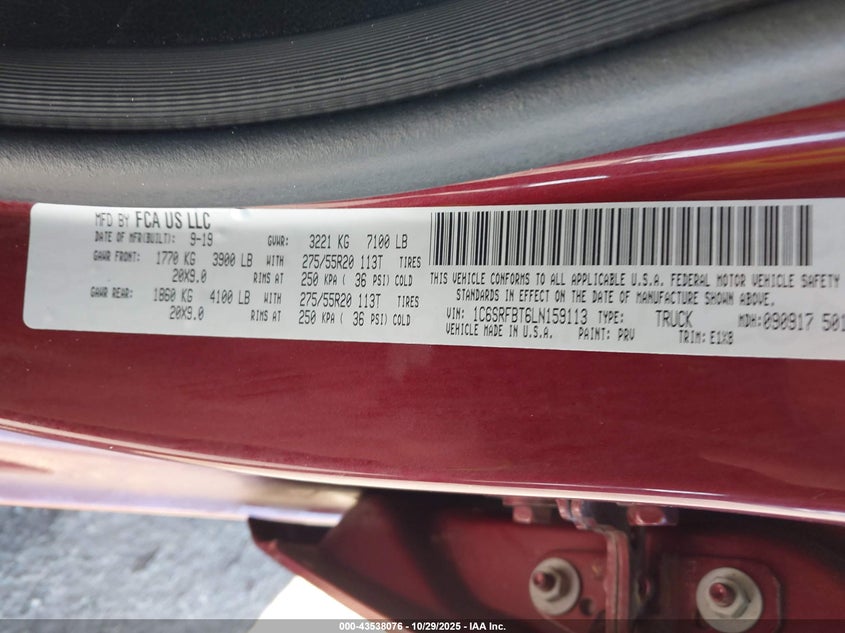 MFD BY FCA US LLC
DATE OF MFR(BUILT): 9-19 GVWR: 3221 KG 7100 LB
GAWR FRONT: 1770 KG 3900 LB WITH 275/55R20 113T TIRES
20X9.0 RIMS AT 250 KPA ( 36 PSI) COLD
GAWR REAR: 1860 KG 4100 LB WITH 275/55R20 113T TIRES
20X9.0 RIMS AT 250 KPA ( 36 PSI) COLD
THIS VEHICLE CONFORMS TO ALL APPLICABLE U.S.A. FEDERAL MOTOR VEHICLE SAFETY
STANDARDS IN EFFECT ON THE DATE OF MANUFACTURE SHOWN ABOVE.
VIN: 1C6SRFBT6LN159113 TYPE: TRUCK MDH:090917 501
VEHICLE MADE IN U.S.A. PAINT: PRV TRIM: E1X8
000-43538076 - 10/29/2025 - IAA Inc.